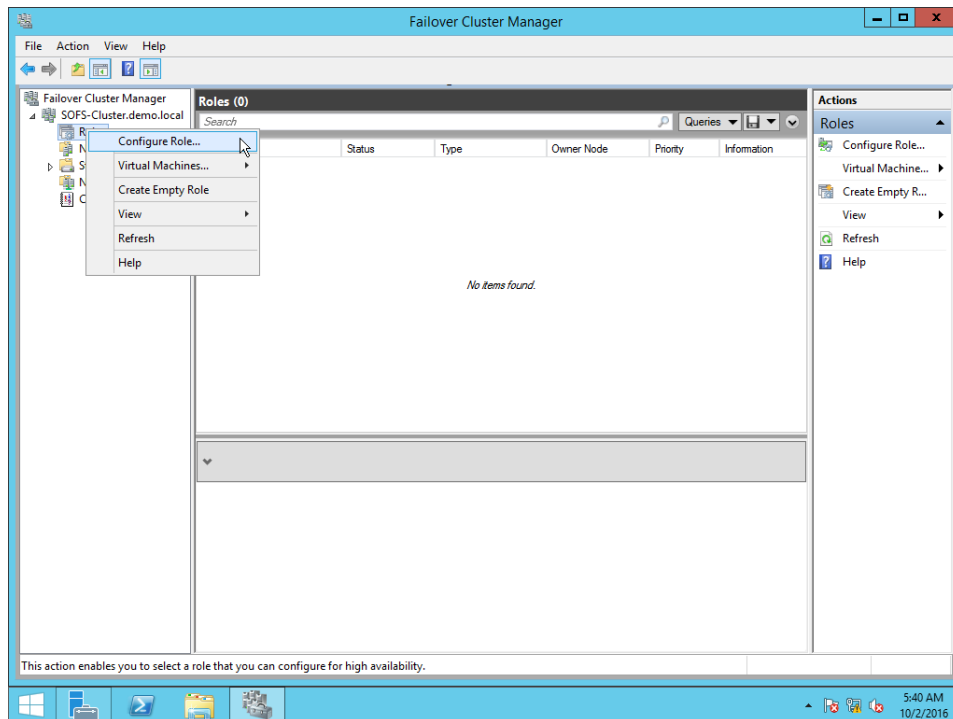 Failover Cluster Manager
File Action View Help
Failover Cluster Manager
SOFS-Cluster.demo.local
Configure Role...
Virtual Machines...
Create Empty Role
View
Refresh
Help
Roles (0)
Search
Queries
Status Type Owner Node Priority Information
No items found.
Actions
Roles
Configure Role...
Virtual Machine...
Create Empty R...
View
Refresh
Help
This action enables you to select a role that you can configure for high availability.
5:40 AM
10/2/2016